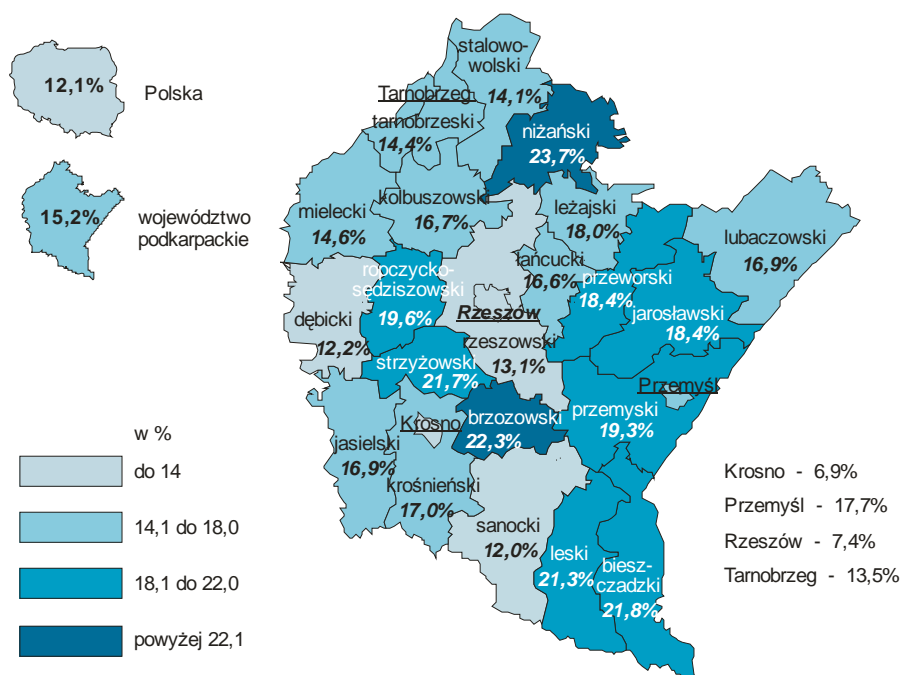 12,1%
Polska
15,2%
województwo
podkarpackie
stalowo-
wolski
14,1%
Tarnobrzeg
tarnobrzeski
14,4%
niżański
23,7%
kolbuszowski
16,7%
mielecki
14,6%
leżajski
18,0%
lubaczowski
16,9%
łańcucki
16,6%
ropczycko-
sędziszowski
19,6%
przeworski
18,4%
jarosławski
18,4%
dębicki
12,2%
Rzeszów
rzeszowski
13,1%
strzyżowski
21,7%
Przemyśl
przemyski
19,3%
brzozowski
22,3%
Krosno
jasielski
16,9%
krośnieński
17,0%
sanocki
12,0%
leski
21,3%
biesz-
czadzki
21,8%
w %
do 14
14,1 do 18,0
18,1 do 22,0
powyżej 22,1
Krosno - 6,9%
Przemyśl - 17,7%
Rzeszów - 7,4%
Tarnobrzeg - 13,5%